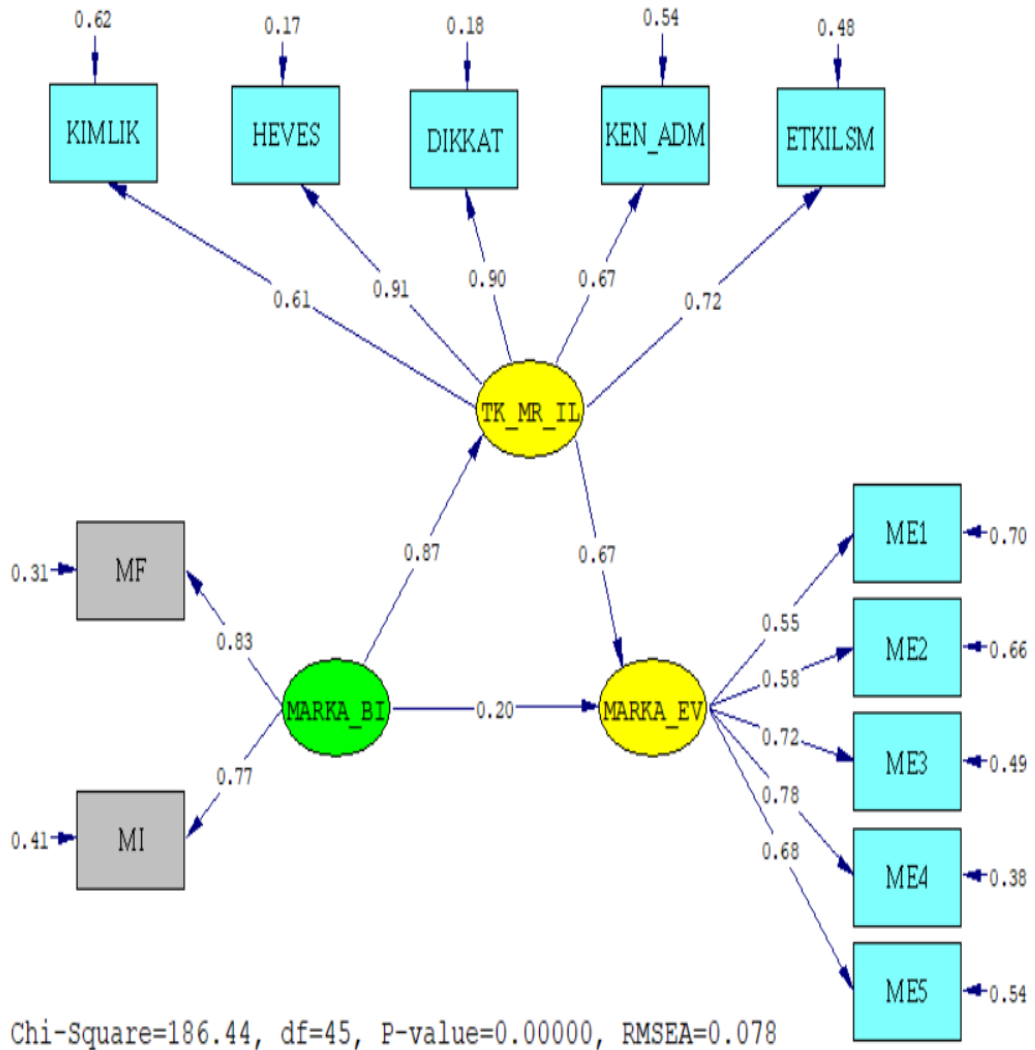 0.62 0.17 0.18 0.54 0.48
KIMLIK HEVES DIKKAT KEN_ADM ETKILSM
0.61 0.91 0.90 0.67 0.72
TK_MR_IL
0.87 0.67
0.31 MF
0.83
MARKA_BI 0.20 MARKA_EV
0.77
0.41 MI
0.55 ME1 0.70
0.58 ME2 0.66
0.72 ME3 0.49
0.78 ME4 0.38
0.68 ME5 0.54
Chi-Square=186.44, df=45, P-value=0.00000, RMSEA=0.078